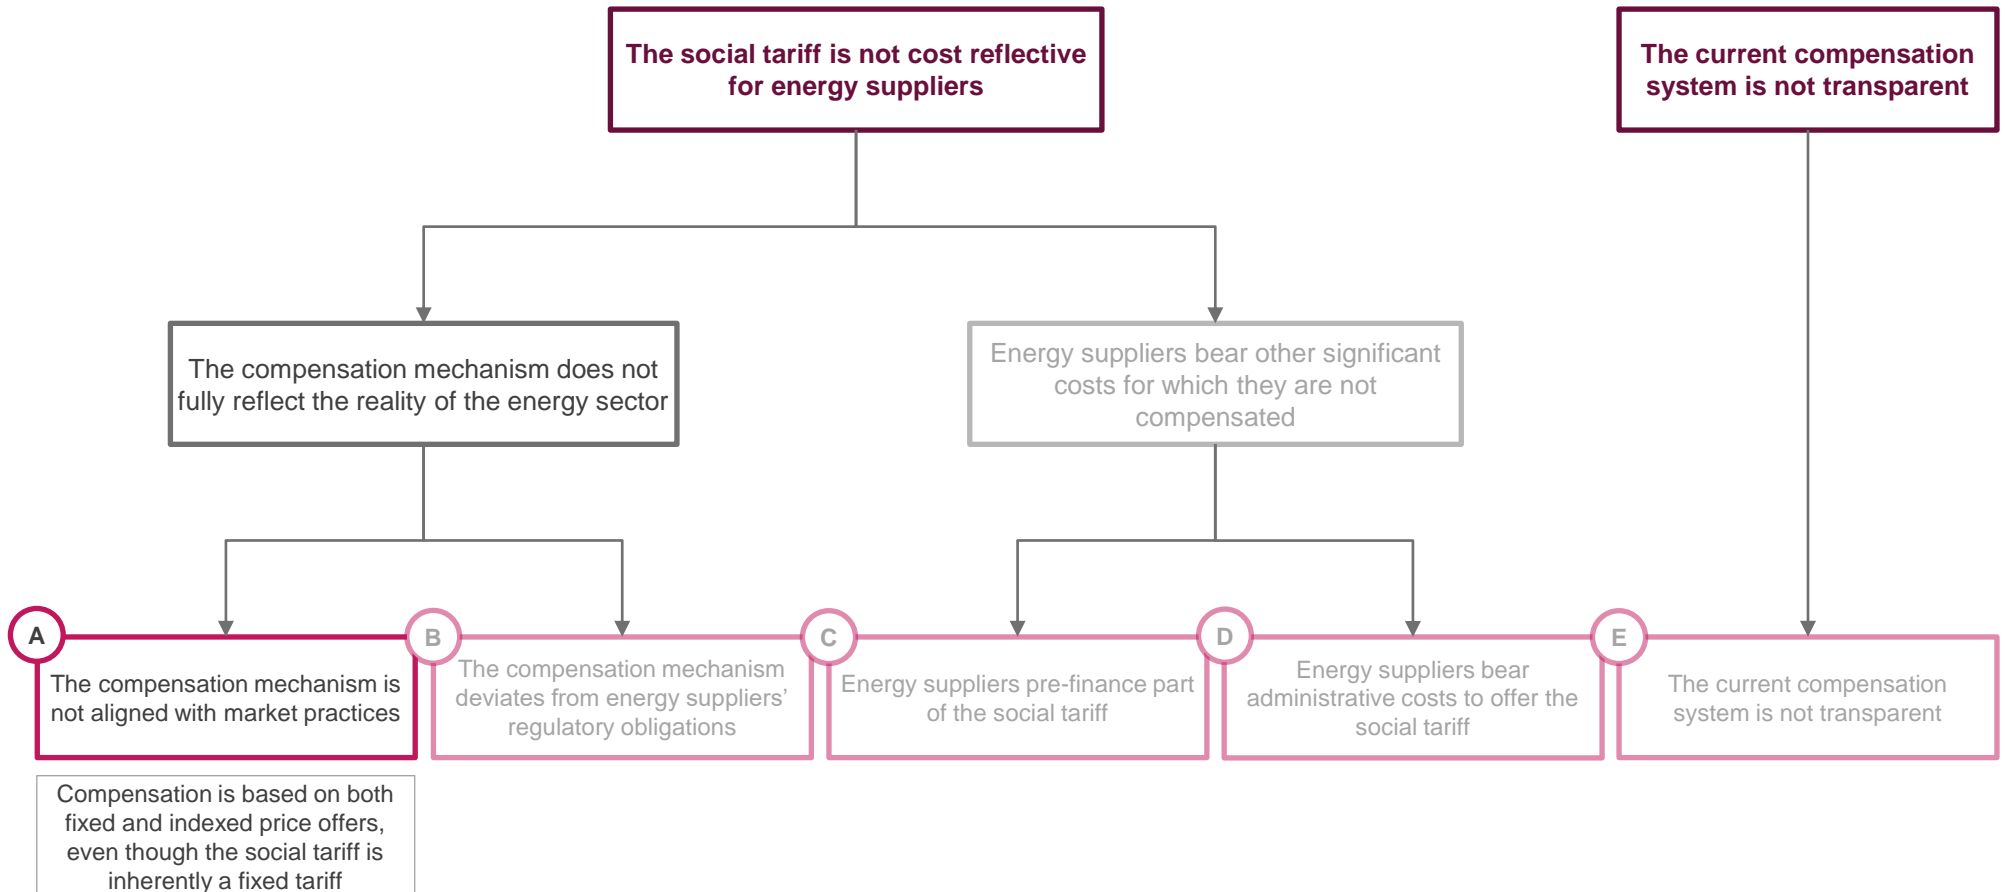 The social tariff is not cost reflective
for energy suppliers
The current compensation
system is not transparent
The compensation mechanism does not
fully reflect the reality of the energy sector
Energy suppliers bear other significant
costs for which they are not
compensated
A
The compensation mechanism is
not aligned with market practices
B
The compensation mechanism
deviates from energy suppliers’
regulatory obligations
C
Energy suppliers pre-finance part
of the social tariff
D
Energy suppliers bear
administrative costs to offer the
social tariff
E
The current compensation
system is not transparent
Compensation is based on both
fixed and indexed price offers,
even though the social tariff is
inherently a fixed tariff